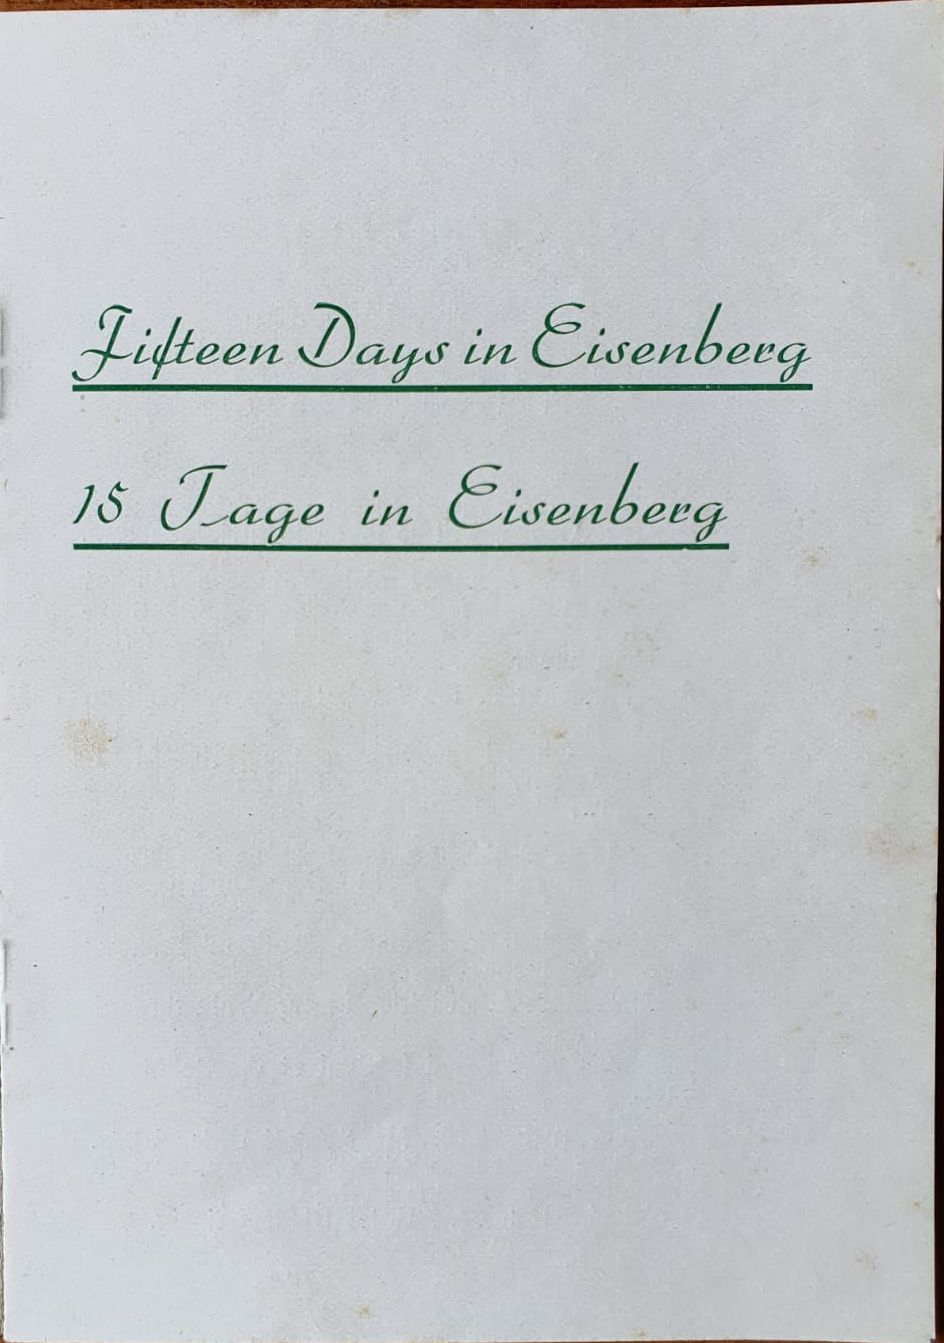 Fifteen Days in Eisenberg
15 Tage in Eisenberg